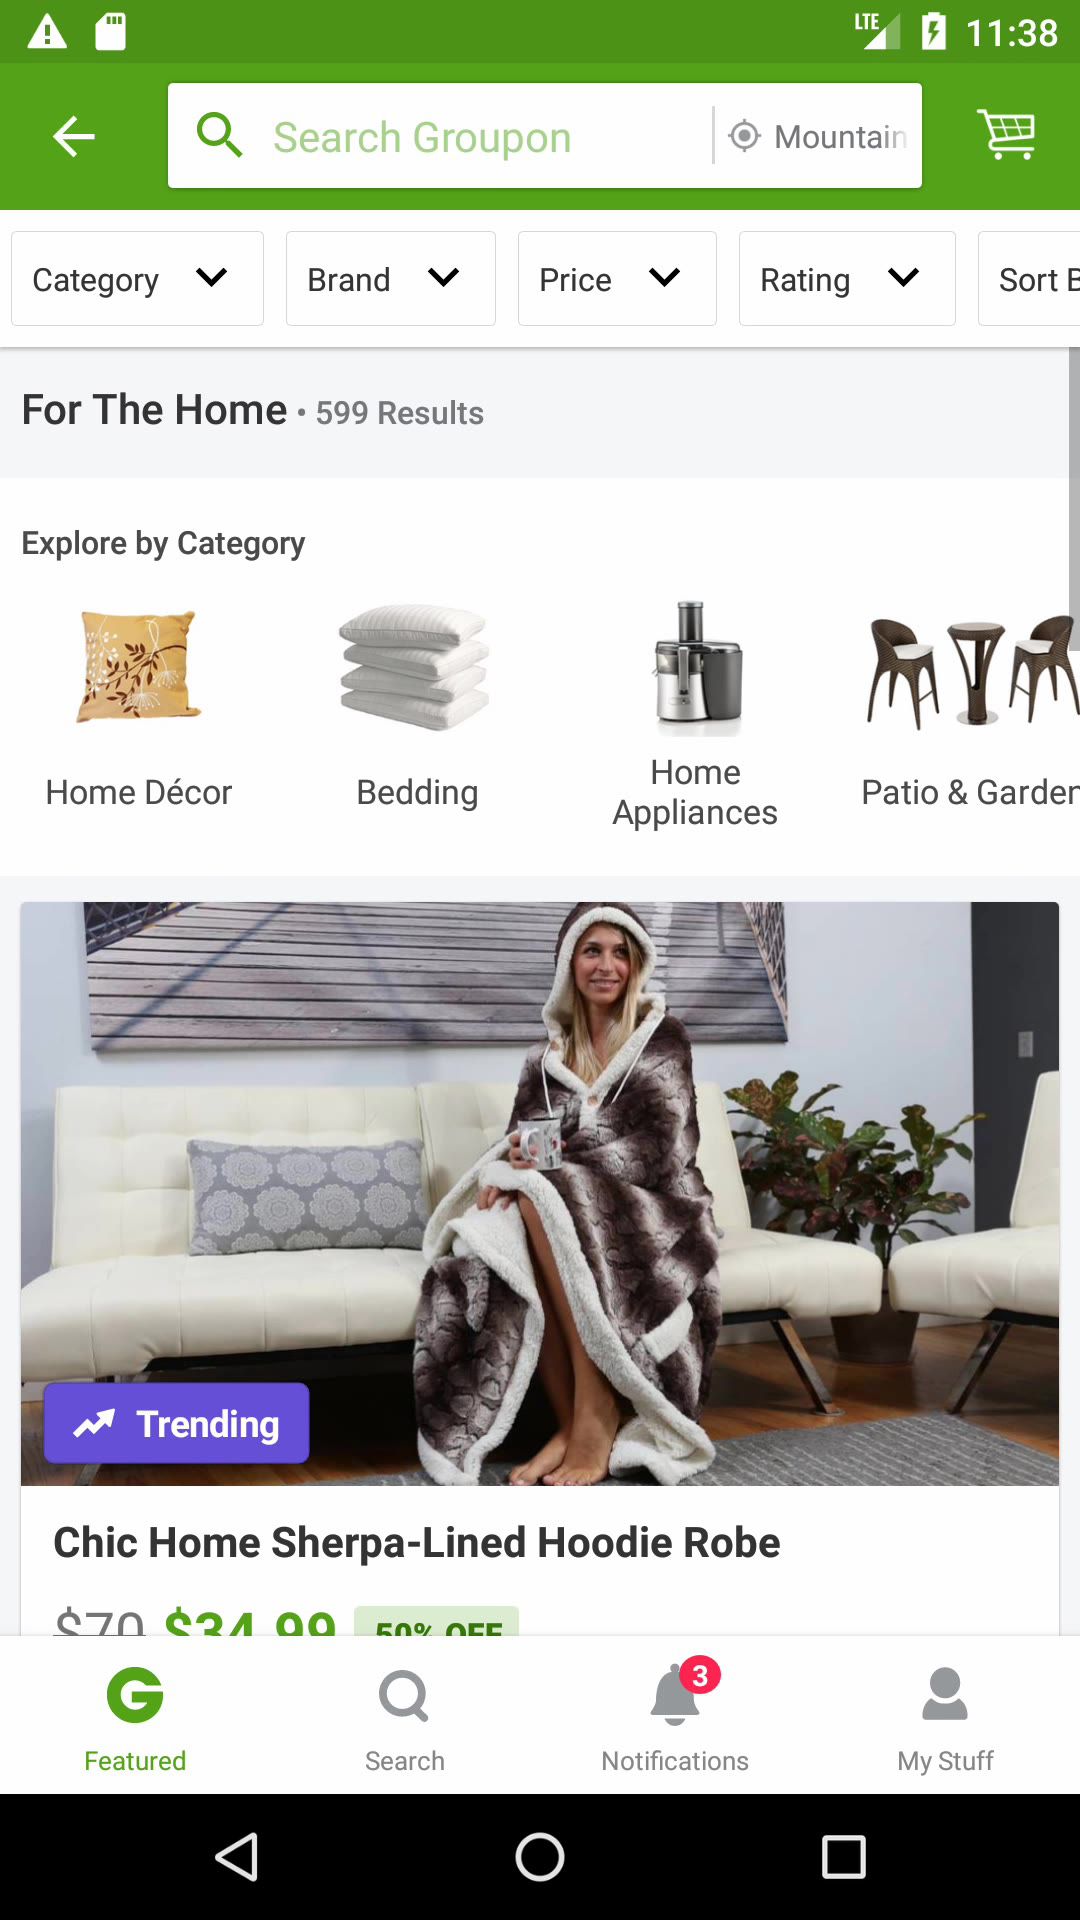 LTE 11:38
Search Groupon Mountain
Category Brand Price Rating Sort B
For The Home • 599 Results
Explore by Category
Home Décor
Bedding
Home
Appliances
Patio & Garden
Trending
Chic Home Sherpa-Lined Hoodie Robe
$70 $34.99 50% OFF
3
Featured Search Notifications My Stuff